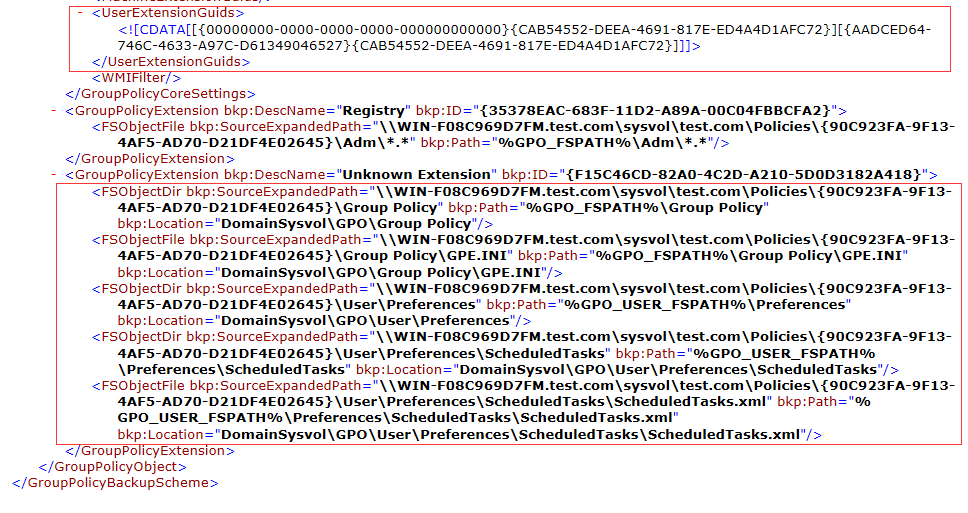 - <UserExtensionGuids>
<![CDATA[[{00000000-0000-0000-0000-000000000000}{CAB54552-DEEA-4691-817E-ED4A4D1AFC72}][{AADCED64-
746C-4633-A97C-D61349046527}{CAB54552-DEEA-4691-817E-ED4A4D1AFC72}]]]>
</UserExtensionGuids>
<WMIFilter/>
</GroupPolicyCoreSettings>
- <GroupPolicyExtension bkp:DescName="Registry" bkp:ID="{35378EAC-683F-11D2-A89A-00C04FBBCFA2}">
<FSObjectFile bkp:SourceExpandedPath="\\WIN-F08C969D7FM.test.com\sysvol\test.com\Policies\{90C923FA-9F13-
4AF5-AD70-D21DF4E02645}\Adm\*.*" bkp:Path="%GPO_FSPATH%\Adm\*.*"/>
</GroupPolicyExtension>
- <GroupPolicyExtension bkp:DescName="Unknown Extension" bkp:ID="{F15C46CD-82A0-4C2D-A210-5D0D3182A418}">
<FSObjectDir bkp:SourceExpandedPath="\\WIN-F08C969D7FM.test.com\sysvol\test.com\Policies\{90C923FA-9F13-
4AF5-AD70-D21DF4E02645}\Group Policy" bkp:Path="%GPO_FSPATH%\Group Policy"
bkp:Location="DomainSysvol\GPO\Group Policy"/>
<FSObjectFile bkp:SourceExpandedPath="\\WIN-F08C969D7FM.test.com\sysvol\test.com\Policies\{90C923FA-9F13-
4AF5-AD70-D21DF4E02645}\Group Policy\GPE.INI" bkp:Path="%GPO_FSPATH%\Group Policy\GPE.INI"
bkp:Location="DomainSysvol\GPO\Group Policy\GPE.INI"/>
<FSObjectDir bkp:SourceExpandedPath="\\WIN-F08C969D7FM.test.com\sysvol\test.com\Policies\{90C923FA-9F13-
4AF5-AD70-D21DF4E02645}\User\Preferences" bkp:Path="%GPO_USER_FSPATH%\Preferences"
bkp:Location="DomainSysvol\GPO\User\Preferences"/>
<FSObjectDir bkp:SourceExpandedPath="\\WIN-F08C969D7FM.test.com\sysvol\test.com\Policies\{90C923FA-9F13-
4AF5-AD70-D21DF4E02645}\User\Preferences\ScheduledTasks" bkp:Path="%GPO_USER_FSPATH%
\Preferences\ScheduledTasks" bkp:Location="DomainSysvol\GPO\User\Preferences\ScheduledTasks"/>
<FSObjectFile bkp:SourceExpandedPath="\\WIN-F08C969D7FM.test.com\sysvol\test.com\Policies\{90C923FA-9F13-
4AF5-AD70-D21DF4E02645}\User\Preferences\ScheduledTasks\ScheduledTasks.xml" bkp:Path="%
GPO_USER_FSPATH%\Preferences\ScheduledTasks\ScheduledTasks.xml"
bkp:Location="DomainSysvol\GPO\User\Preferences\ScheduledTasks\ScheduledTasks.xml"/>
</GroupPolicyExtension>
</GroupPolicyObject>
</GroupPolicyBackupScheme>